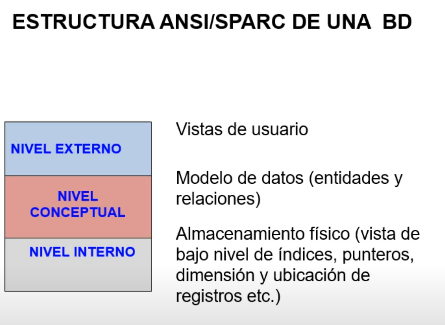 ESTRUCTURA ANSI/SPARC DE UNA BD
NIVEL EXTERNO
Vistas de usuario
NIVEL
CONCEPTUAL
Modelo de datos (entidades y
relaciones)
NIVEL INTERNO
Almacenamiento físico (vista de
bajo nivel de índices, punteros,
dimensión y ubicación de
registros etc.)